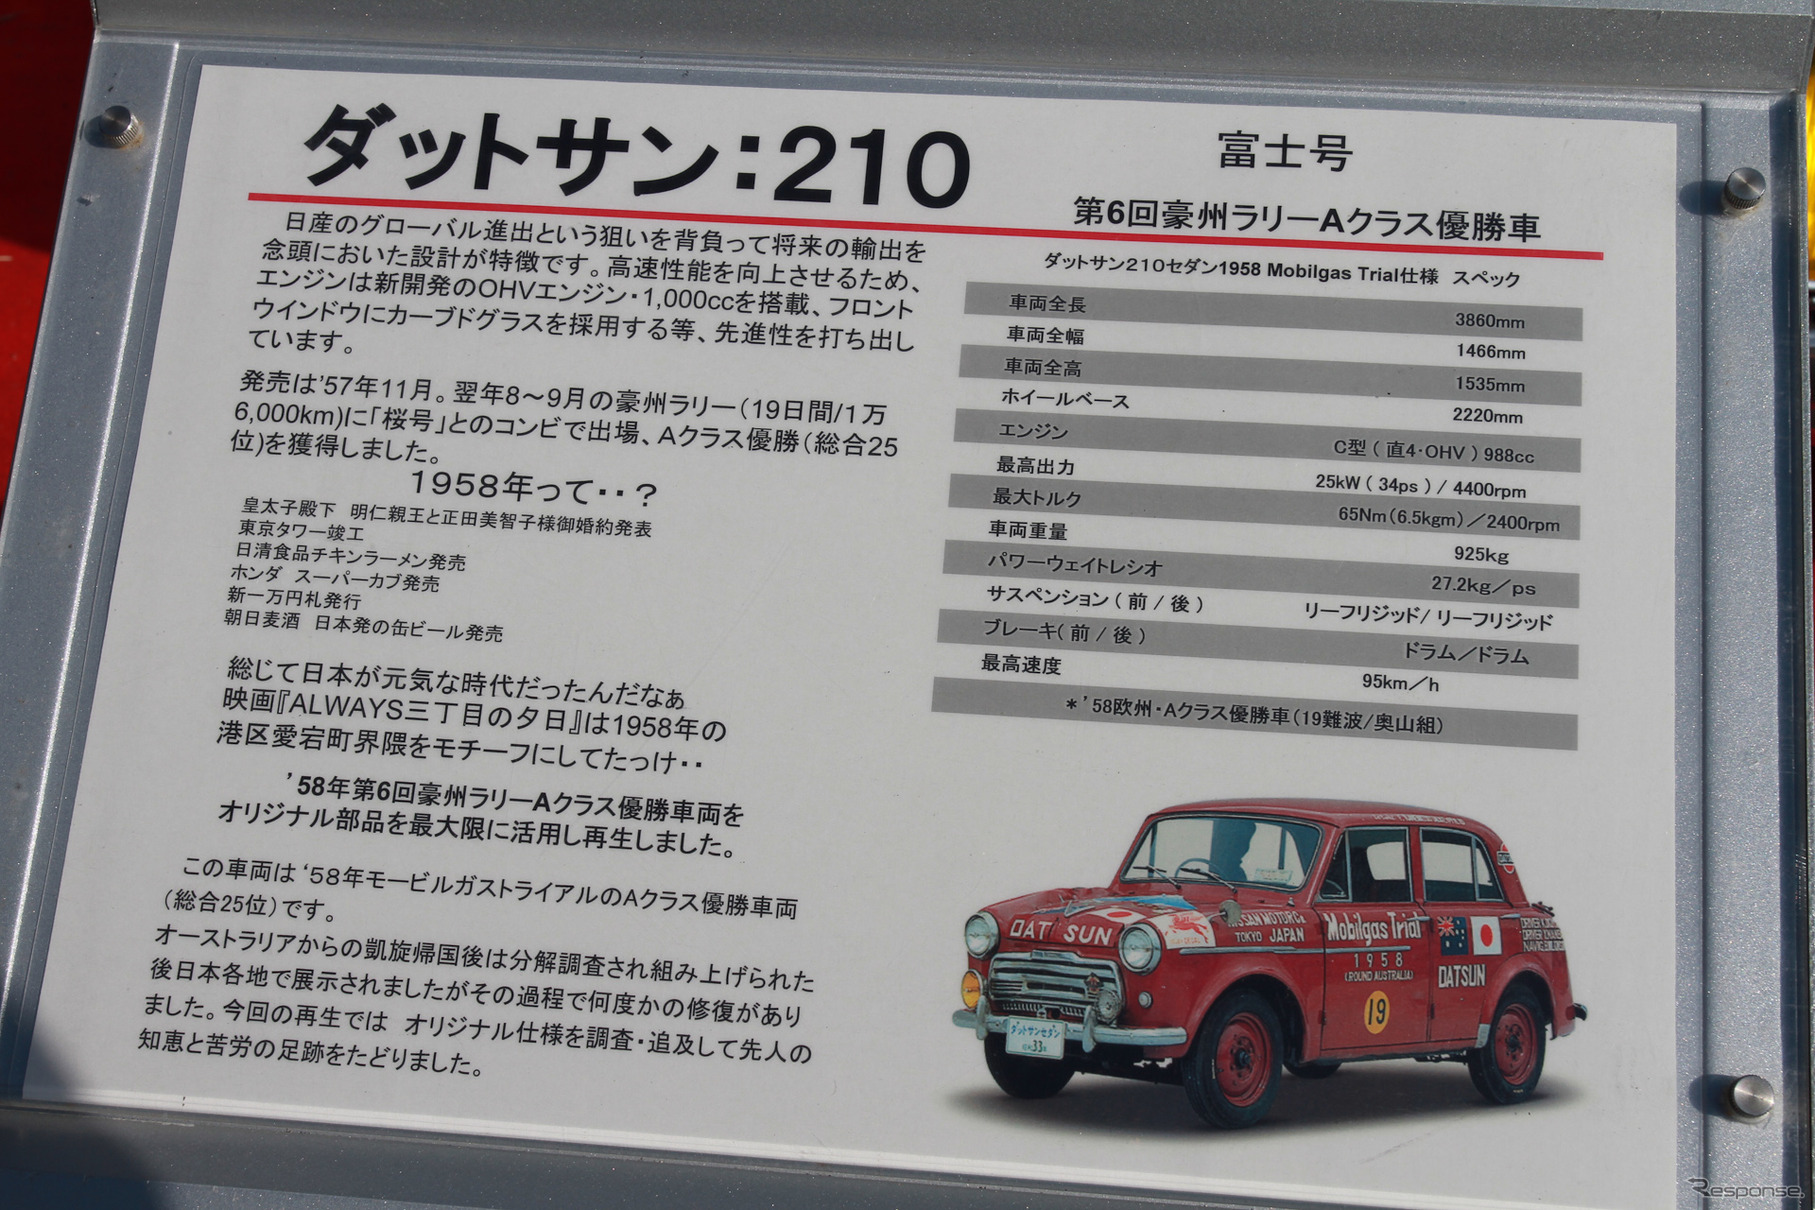 ダットサン：210
富士号
第6回豪州ラリーAクラス優勝車
日産のグローバル進出という狙いを背負って将来の輸出を
念頭においた設計が特徴です。高速性能を向上させるため、
エンジンは新開発のOHVエンジン・1,000ccを搭載、フロント
ウインドウにカーブドグラスを採用する等、先進性を打ち出し
ています。
発売は'57年11月。翌年8〜9月の豪州ラリー（19日間/1万
6,000km)に「桜号」とのコンビで出場、Aクラス優勝（総合25
位)を獲得しました。
1958年って・・？
皇太子殿下　明仁親王と正田美智子様御婚約発表
東京タワー竣工
日清食品チキンラーメン発売
ホンダ　スーパーカブ発売
新一万円札発行
朝日麦酒　日本発の缶ビール発売
総じて日本が元気な時代だったんだなぁ
映画『ALWAYS三丁目の夕日』は1958年の
港区愛宕町界隈をモチーフにしてたっけ・・
'58年第6回豪州ラリーAクラス優勝車両を
オリジナル部品を最大限に活用し再生しました。
この車両は‘58年モービルガストライアルのAクラス優勝車両
（総合25位）です。
オーストラリアからの凱旋帰国後は分解調査され組み上げられた
後日本各地で展示されましたがその過程で何度かの修復があり
ました。今回の再生では　オリジナル仕様を調査・追及して先人の
知恵と苦労の足跡をたどりました。
ダットサン210セダン1958 Mobilgas Trial仕様　スペック
車両全長 3860mm
車両全幅 1466mm
車両全高 1535mm
ホイールベース 2220mm
エンジン C型 ( 直4・OHV ) 988cc
最高出力 25kW ( 34ps ) / 4400rpm
最大トルク 65Nm（6.5kgm）／2400rpm
車両重量 925kg
パワーウェイトレシオ 27.2kg／ps
サスペンション ( 前 / 後 ) リーフリジッド/ リーフリジッド
ブレーキ( 前 / 後 ) ドラム／ドラム
最高速度 95km／h
＊'58欧州・Aクラス優勝車（19難波/奥山組）
DATSUN
NISSAN MOTOR Co
TOKYO JAPAN
Mobilgas Trial
1958
(ROUND AUSTRALIA)
DATSUN
19
ダットサンセダン
33
Response.